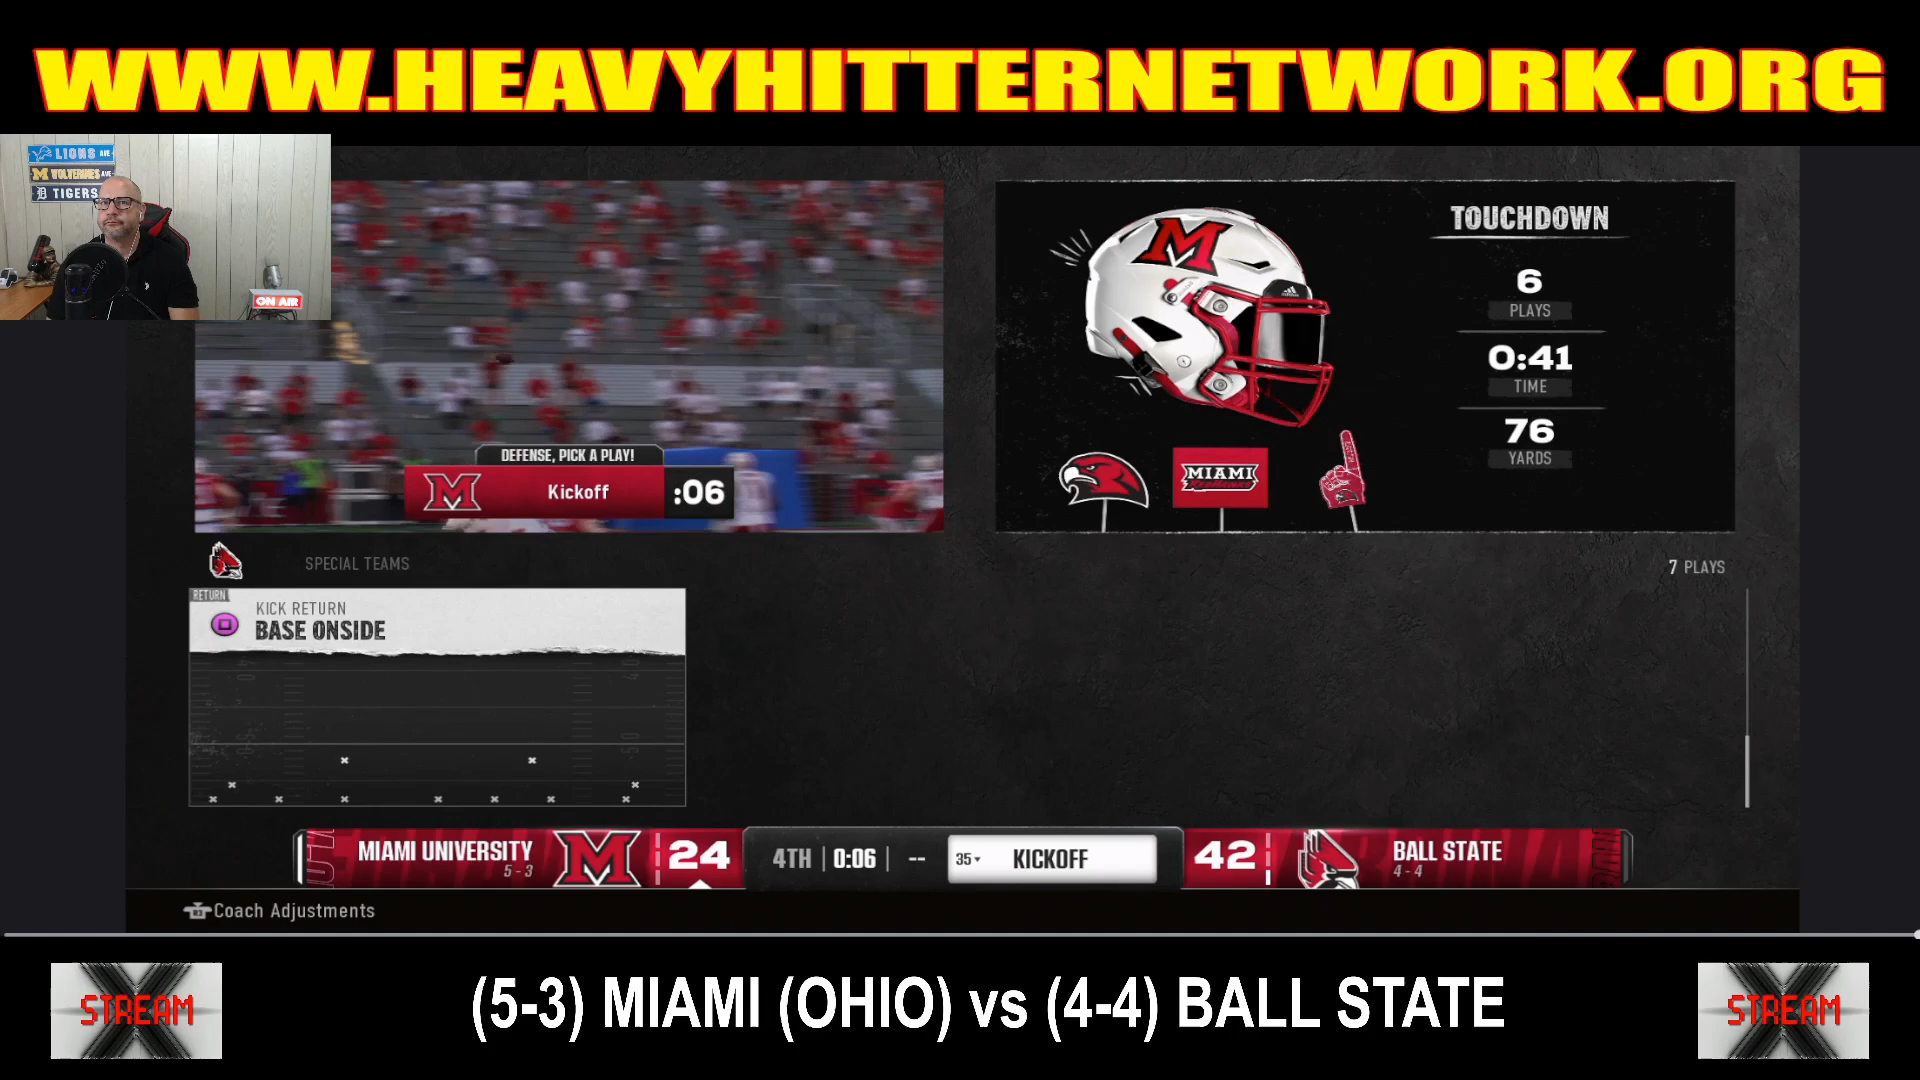 WWW.HEAVYHITTERNETWORK.ORG
LIONS AVE
M WOLVERINES AVE
D TIGERS
ON AIR
DEFENSE, PICK A PLAY!
M Kickoff :06
TOUCHDOWN
6
PLAYS
0:41
TIME
76
YARDS
M
MIAMI
SPECIAL TEAMS
7 PLAYS
RETURN
KICK RETURN
BASE ONSIDE
MIAMI UNIVERSITY
5-3
M
24
4TH | 0:06 | --
35 KICKOFF
42
BALL STATE
4-4
Coach Adjustments
X STREAM
(5-3) MIAMI (OHIO) vs (4-4) BALL STATE
X STREAM